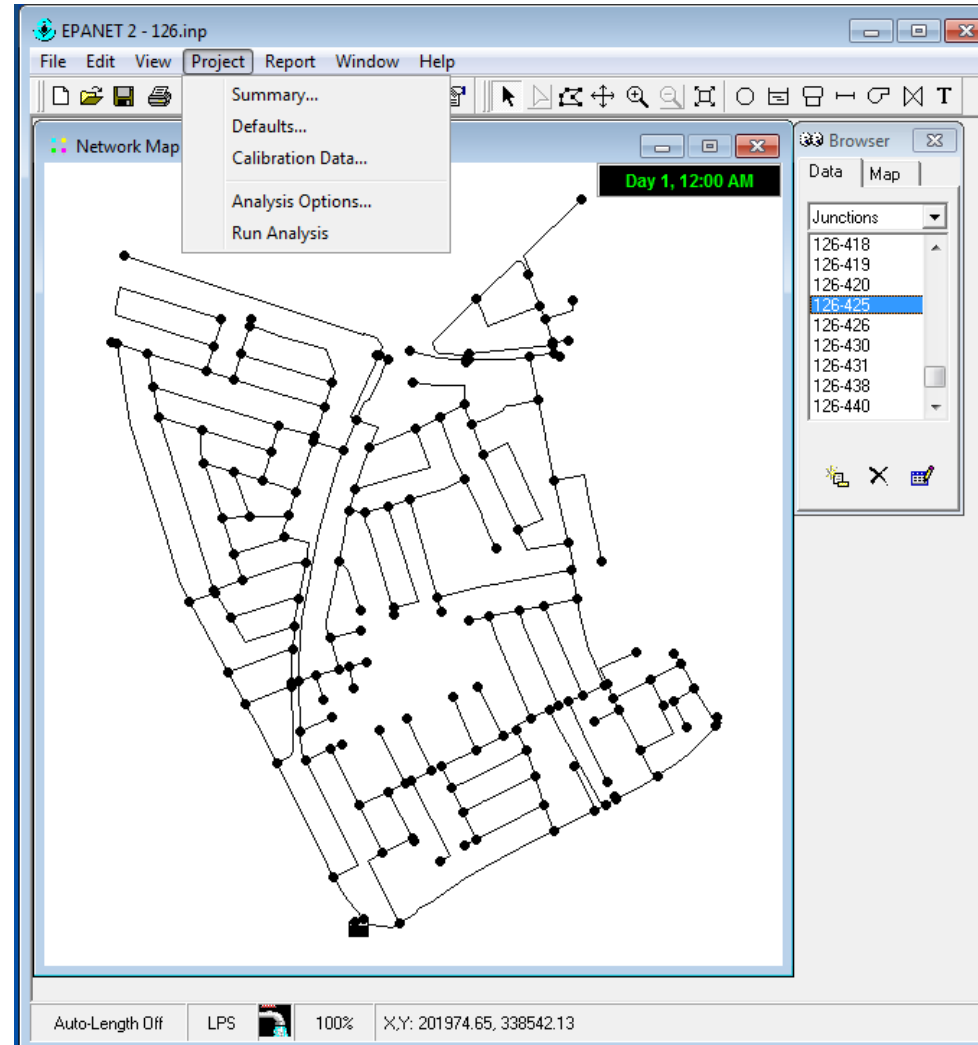 EPANET 2 - 126.inp
File Edit View Project Report Window Help
Summary...
Defaults...
Calibration Data...
Analysis Options...
Run Analysis
T
Network Map
Day 1, 12:00 AM
Browser
Data Map
Junctions
126-418
126-419
126-420
126-425
126-426
126-430
126-431
126-438
126-440
Auto-Length Off LPS 100% X,Y: 201974.65, 338542.13